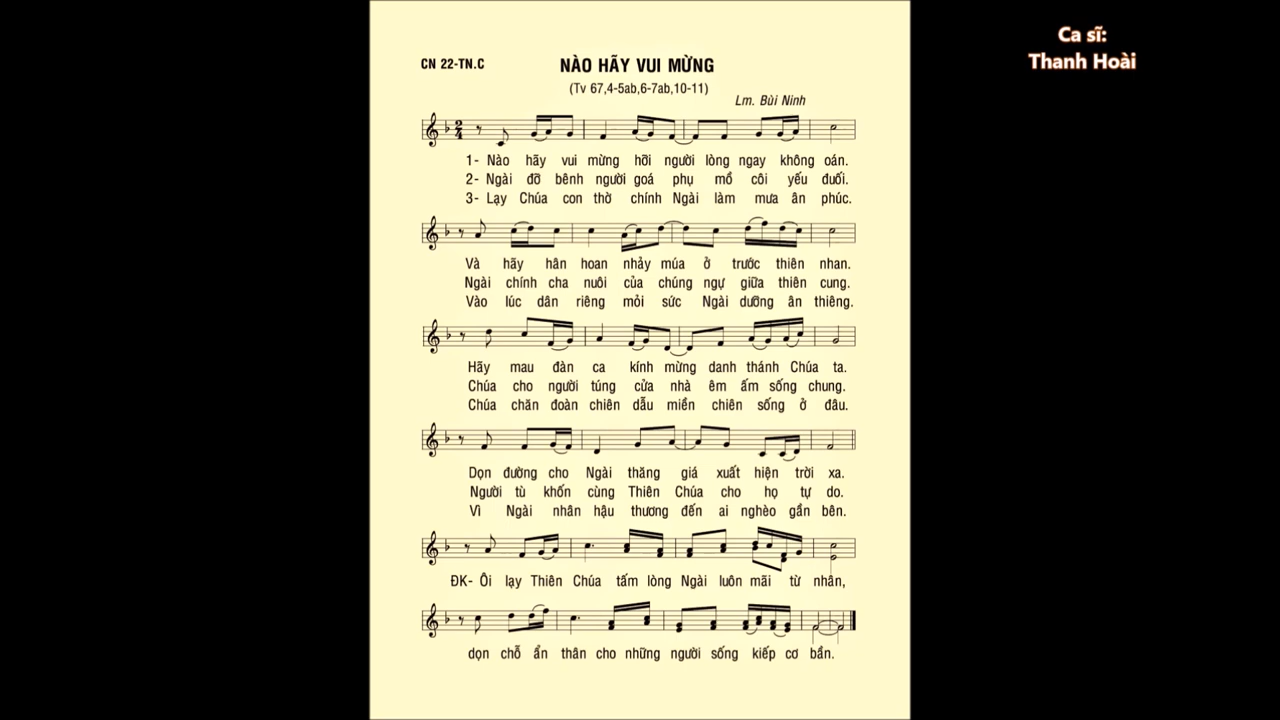 Ca sĩ:
Thanh Hoài
CN 22-TN.C
NÀO HÃY VUI MỪNG
(Tv 67,4-5ab,6-7ab,10-11)
Lm. Bùi Ninh
2
4
1- Nào hãy vui mừng hỡi người lòng ngay không oán.
2- Ngài đỡ bênh người goá phụ mồ côi yếu đuối.
3- Lạy Chúa con thờ chính Ngài làm mưa ân phúc.
Và hãy hân hoan nhảy múa ở trước thiên nhan.
Ngài chính cha nuôi của chúng ngự giữa thiên cung.
Vào lúc dân riêng mỏi sức Ngài dưỡng ân thiêng.
Hãy mau đàn ca kính mừng danh thánh Chúa ta.
Chúa cho người túng cửa nhà êm ấm sống chung.
Chúa chăn đoàn chiên dẫu miền chiên sống ở đâu.
Dọn đường cho Ngài thăng giá xuất hiện trời xa.
Người tù khốn cùng Thiên Chúa cho họ tự do.
Vì Ngài nhân hậu thương đến ai nghèo gần bên.
ĐK- Ôi lạy Thiên Chúa tấm lòng Ngài luôn mãi từ nhân,
dọn chỗ ẩn thân cho những người sống kiếp cơ bần.